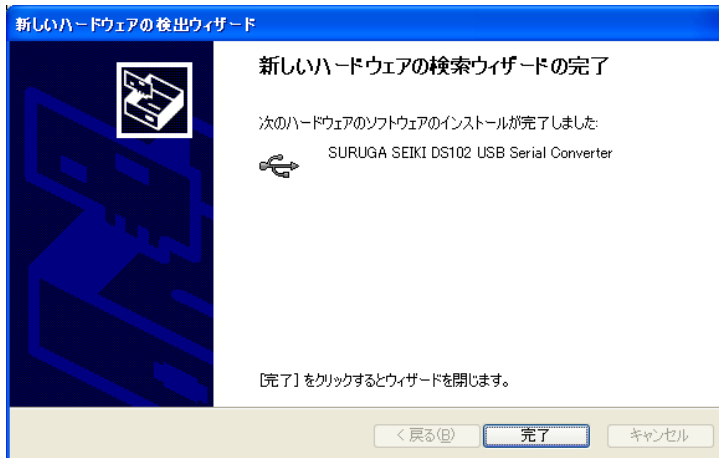 新しいハードウェアの検出ウィザード
新しいハードウェアの検索ウィザードの完了
次のハードウェアのソフトウェアのインストールが完了しました:
SURUGA SEIKI DS102 USB Serial Converter
[完了] をクリックするとウィザードを閉じます。
< 戻る(B)
完了
キャンセル